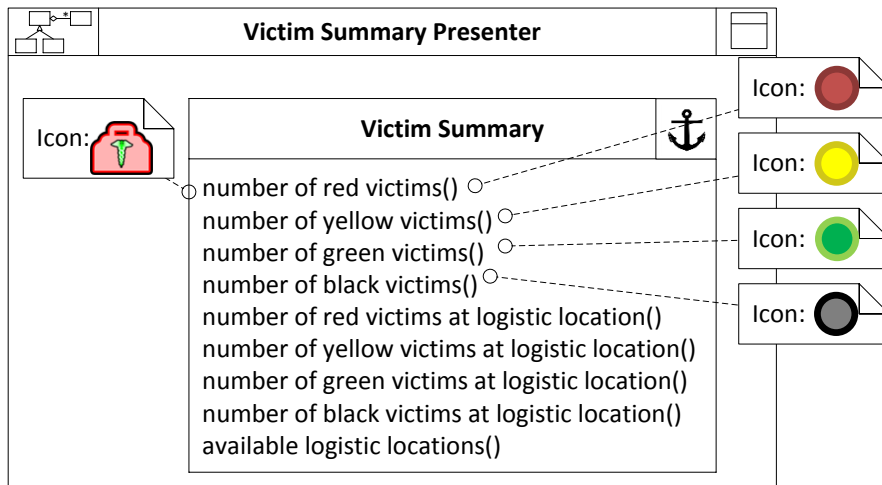 *
Victim Summary Presenter
Icon:
Victim Summary
Icon:
Icon:
Icon:
Icon:
number of red victims()
number of yellow victims()
number of green victims()
number of black victims()
number of red victims at logistic location()
number of yellow victims at logistic location()
number of green victims at logistic location()
number of black victims at logistic location()
available logistic locations()